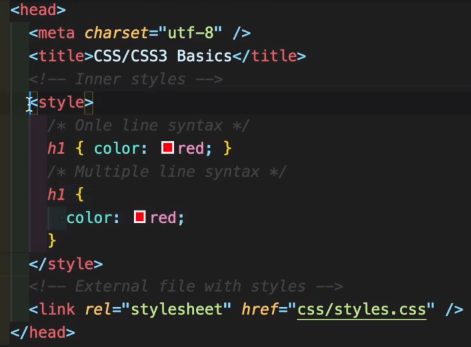 <head>
<meta charset="utf-8" />
<title>CSS/CSS3 Basics</title>
<!-- Inner styles -->
<style>
/* Onle line syntax */
h1 { color: red; }
/* Multiple line syntax */
h1 {
color: red;
}
</style>
<!-- External file with styles -->
<link rel="stylesheet" href="css/styles.css" />
</head>